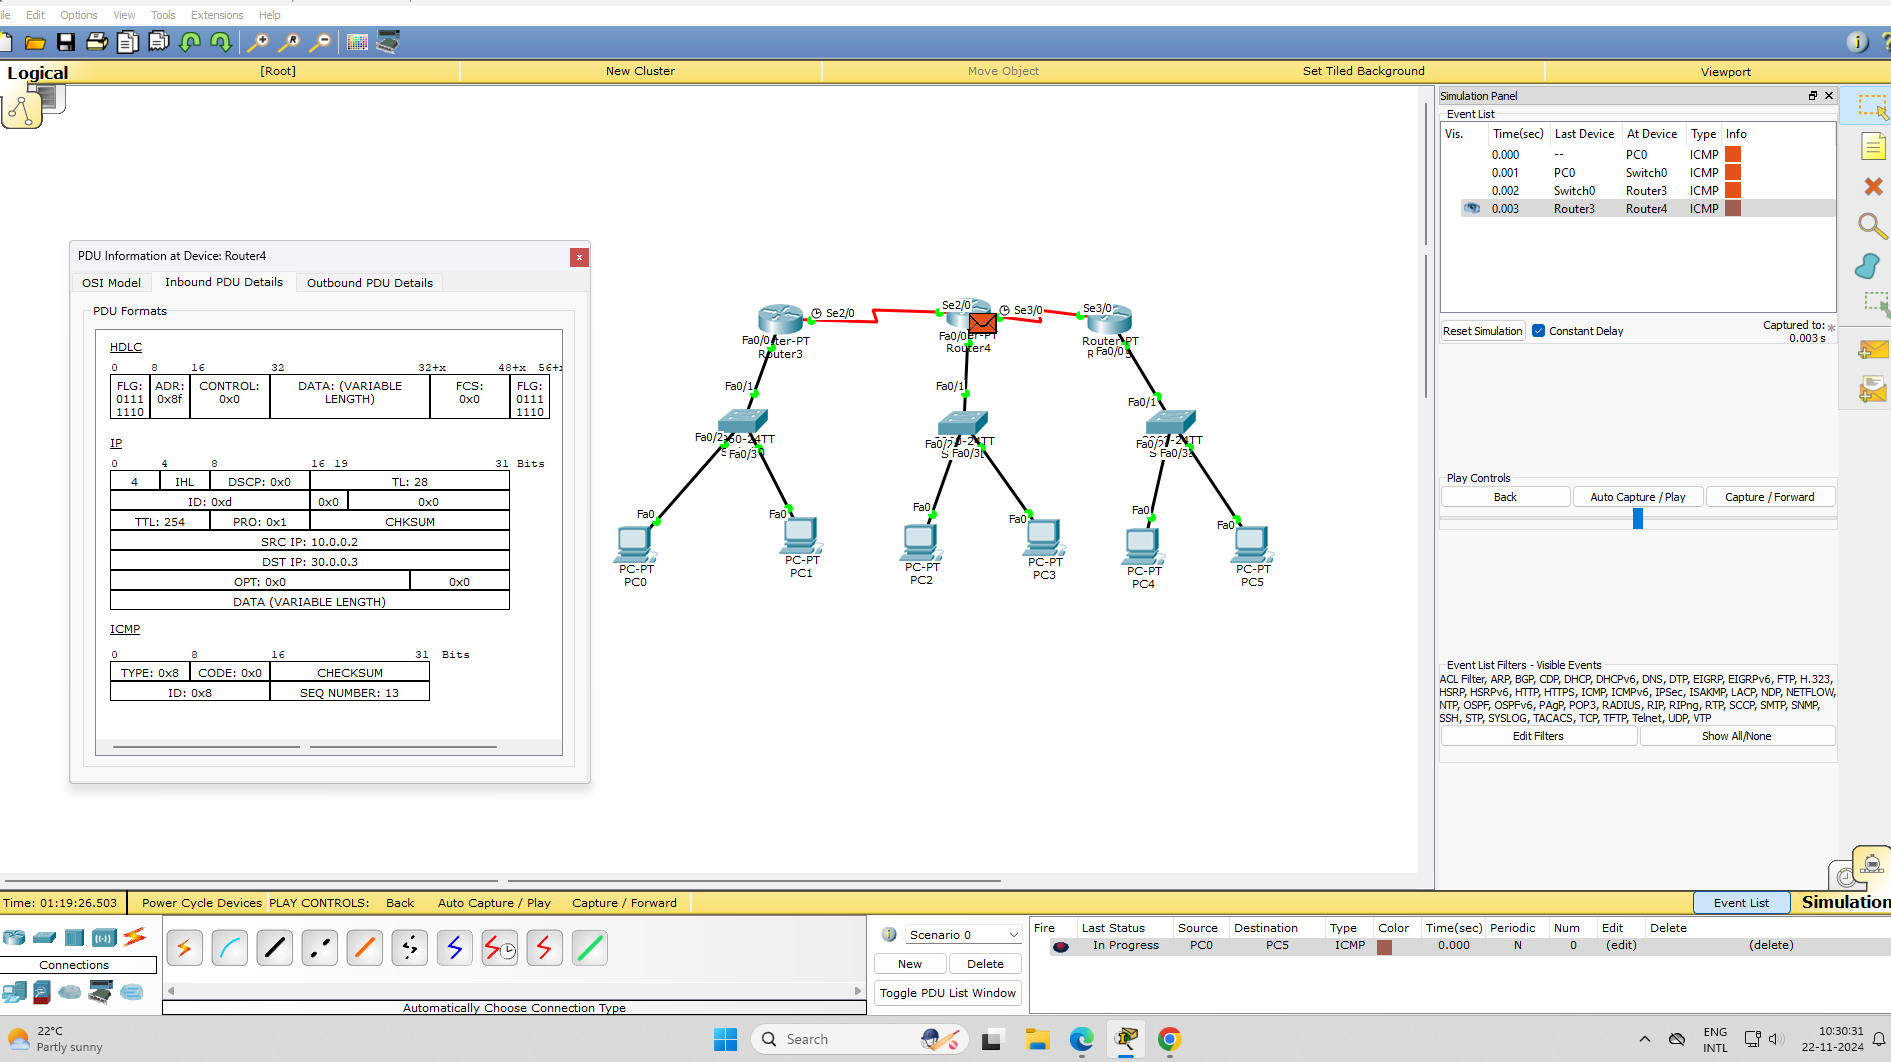 ile Edit Options View Tools Extensions Help
Logical
[Root] New Cluster Move Object Set Tiled Background Viewport
Simulation Panel
Event List
Vis. Time(sec) Last Device At Device Type Info
0.000 -- PC0 ICMP
0.001 PC0 Switch0 ICMP
0.002 Switch0 Router3 ICMP
0.003 Router3 Router4 ICMP
Reset Simulation Constant Delay Captured to: *
0.003 s
Play Controls
Back Auto Capture / Play Capture / Forward
Event List Filters - Visible Events
ACL Filter, ARP, BGP, CDP, DHCP, DHCPv6, DNS, DTP, EIGRP, EIGRPv6, FTP, H.323,
HSRP, HSRPv6, HTTP, HTTPS, ICMP, ICMPv6, IPSec, ISAKMP, LACP, NDP, NETFLOW,
NTP, OSPF, OSPFv6, PAgP, POP3, RADIUS, RIP, RIPng, RTP, SCCP, SMTP, SNMP,
SSH, STP, SYSLOG, TACACS, TCP, TFTP, Telnet, UDP, VTP
Edit Filters Show All/None
PDU Information at Device: Router4
x
OSI Model Inbound PDU Details Outbound PDU Details
PDU Formats
HDLC
0 8 16 32 32+x 48+x 56+x
FLG: 0111 1110 ADR: 0x8f CONTROL: 0x0 DATA: (VARIABLE LENGTH) FCS: 0x0 FLG: 0111 1110
IP
0 4 8 16 19 31 Bits
4 IHL DSCP: 0x0 TL: 28
ID: 0xd 0x0 0x0
TTL: 254 PRO: 0x1 CHKSUM
SRC IP: 10.0.0.2
DST IP: 30.0.0.3
OPT: 0x0 0x0
DATA (VARIABLE LENGTH)
ICMP
0 8 16 31 Bits
TYPE: 0x8 CODE: 0x0 CHECKSUM
ID: 0x8 SEQ NUMBER: 13
Se2/0 Se2/0 Se3/0 Se3/0
Fa0/0 ter-PT Fa0/0 er-PT Router-PT
Router3 Router4 R Fa0/0
Fa0/1 Fa0/1 Fa0/1
Fa0/2 60-24TT Fa0/2 -24TT Fa0/2 -24TT
S Fa0/3 S Fa0/3 S Fa0/3
Fa0 Fa0 Fa0 Fa0 Fa0 Fa0
PC-PT PC-PT PC-PT PC-PT PC-PT PC-PT
PC0 PC1 PC2 PC3 PC4 PC5
Time: 01:19:26.503 Power Cycle Devices PLAY CONTROLS: Back Auto Capture / Play Capture / Forward Event List Simulation
Connections
Automatically Choose Connection Type
Scenario 0
New Delete
Toggle PDU List Window
Fire Last Status Source Destination Type Color Time(sec) Periodic Num Edit Delete
In Progress PC0 PC5 ICMP 0.000 N 0 (edit) (delete)
22°C
Partly sunny
Search
ENG
INTL
10:30:31
22-11-2024